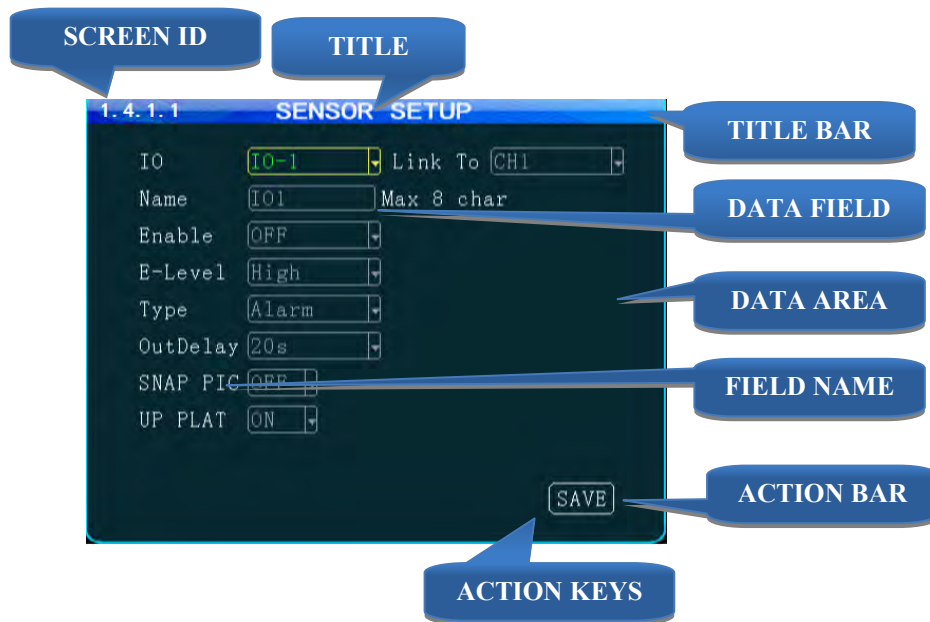 SCREEN ID
TITLE
1.4.1.1 SENSOR SETUP
TITLE BAR
IO IO-1 Link To CH1
Name IO1 Max 8 char
DATA FIELD
Enable OFF
E-Level High
DATA AREA
Type Alarm
OutDelay 20s
SNAP PIC OFF
FIELD NAME
UP PLAT ON
SAVE
ACTION BAR
ACTION KEYS